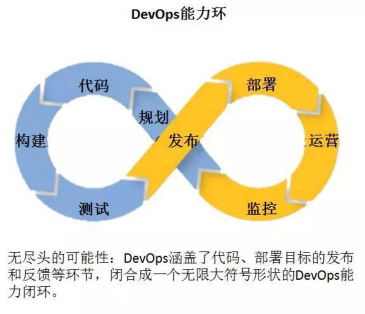 DevOps能力环
代码
部署
规划
构建
发布
运营
测试
监控
无尽头的可能性：DevOps涵盖了代码、部署目标的发布
和反馈等环节，闭合成一个无限大符号形状的DevOps能
力闭环。